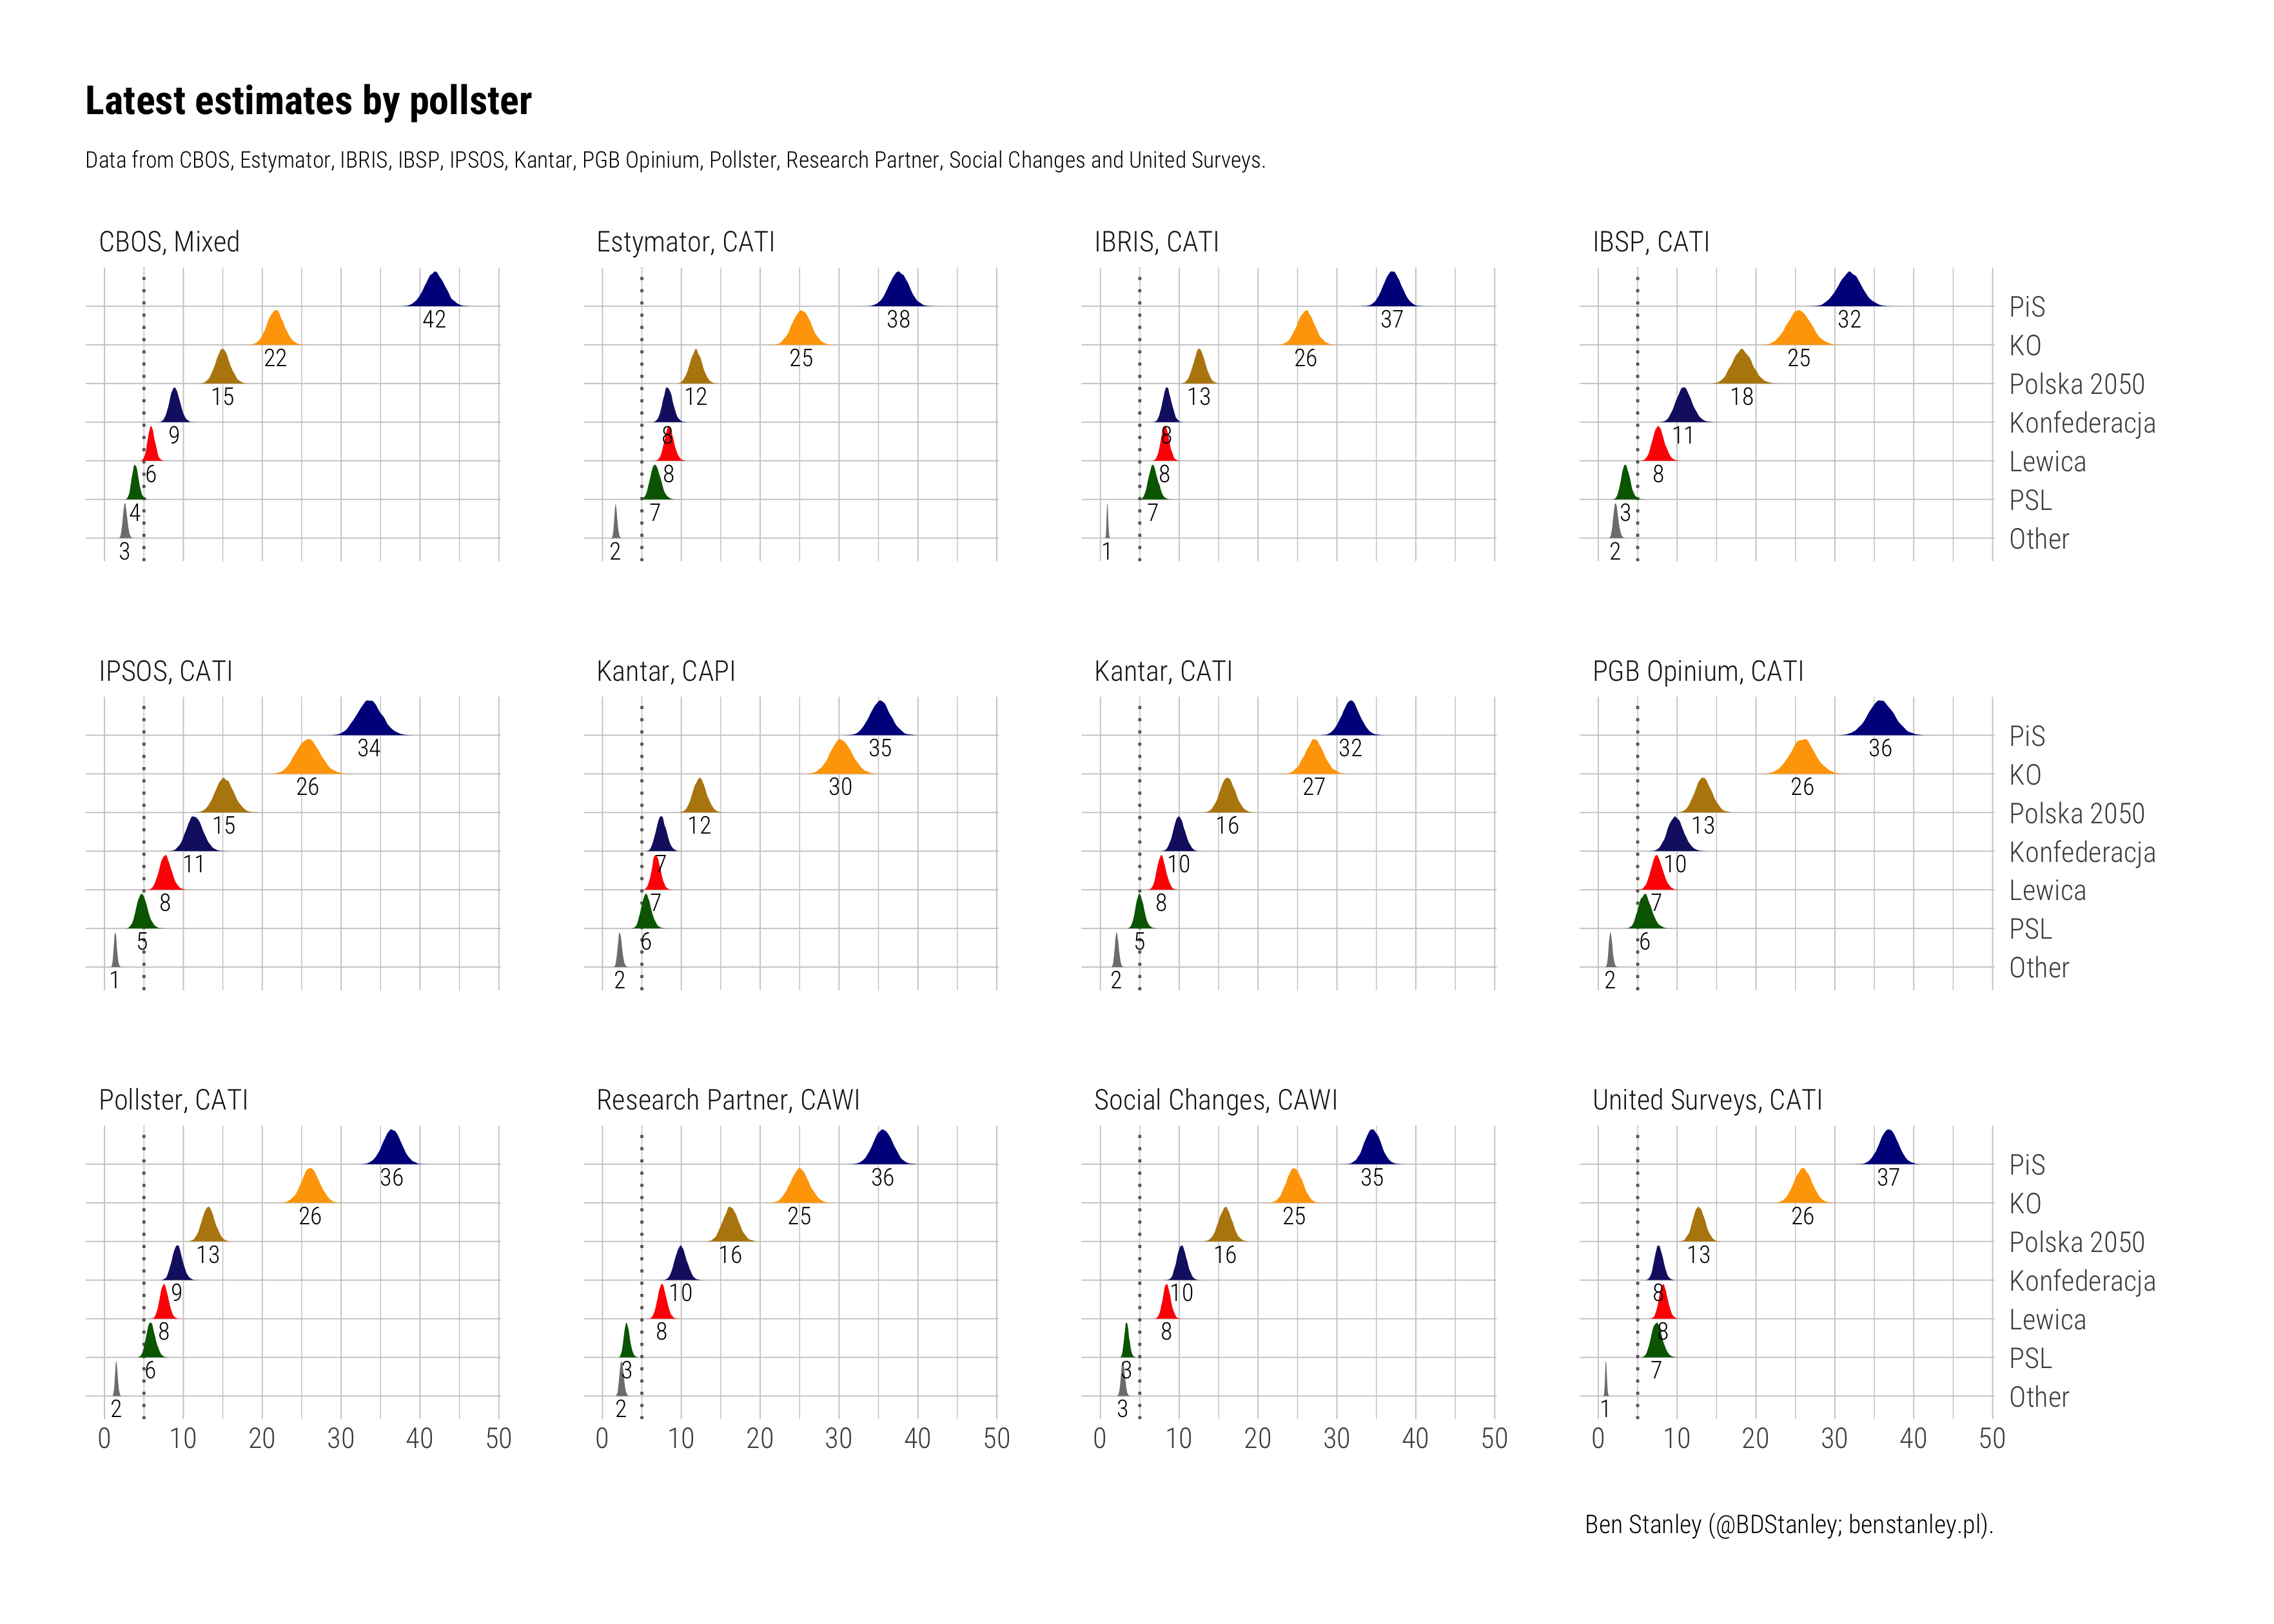 Latest estimates by pollster
Data from CBOS, Estymator, IBRIS, IBSP, IPSOS, Kantar, PGB Opinium, Pollster, Research Partner, Social Changes and United Surveys.
CBOS, Mixed
42
22
15
9
6
4
3
Estymator, CATI
38
25
12
8
8
7
2
IBRIS, CATI
37
26
13
8
8
7
1
IBSP, CATI
32
25
18
11
8
3
2
PiS
KO
Polska 2050
Konfederacja
Lewica
PSL
Other
IPSOS, CATI
34
26
15
11
8
5
1
Kantar, CAPI
35
30
12
7
7
6
2
Kantar, CATI
32
27
16
10
8
5
2
PGB Opinium, CATI
36
26
13
10
7
6
2
PiS
KO
Polska 2050
Konfederacja
Lewica
PSL
Other
Pollster, CATI
36
26
13
9
8
6
2
0 10 20 30 40 50
Research Partner, CAWI
36
25
16
10
8
3
2
0 10 20 30 40 50
Social Changes, CAWI
35
25
16
10
8
3
3
0 10 20 30 40 50
United Surveys, CATI
37
26
13
8
8
7
1
0 10 20 30 40 50
PiS
KO
Polska 2050
Konfederacja
Lewica
PSL
Other
Ben Stanley (@BDStanley; benstanley.pl).